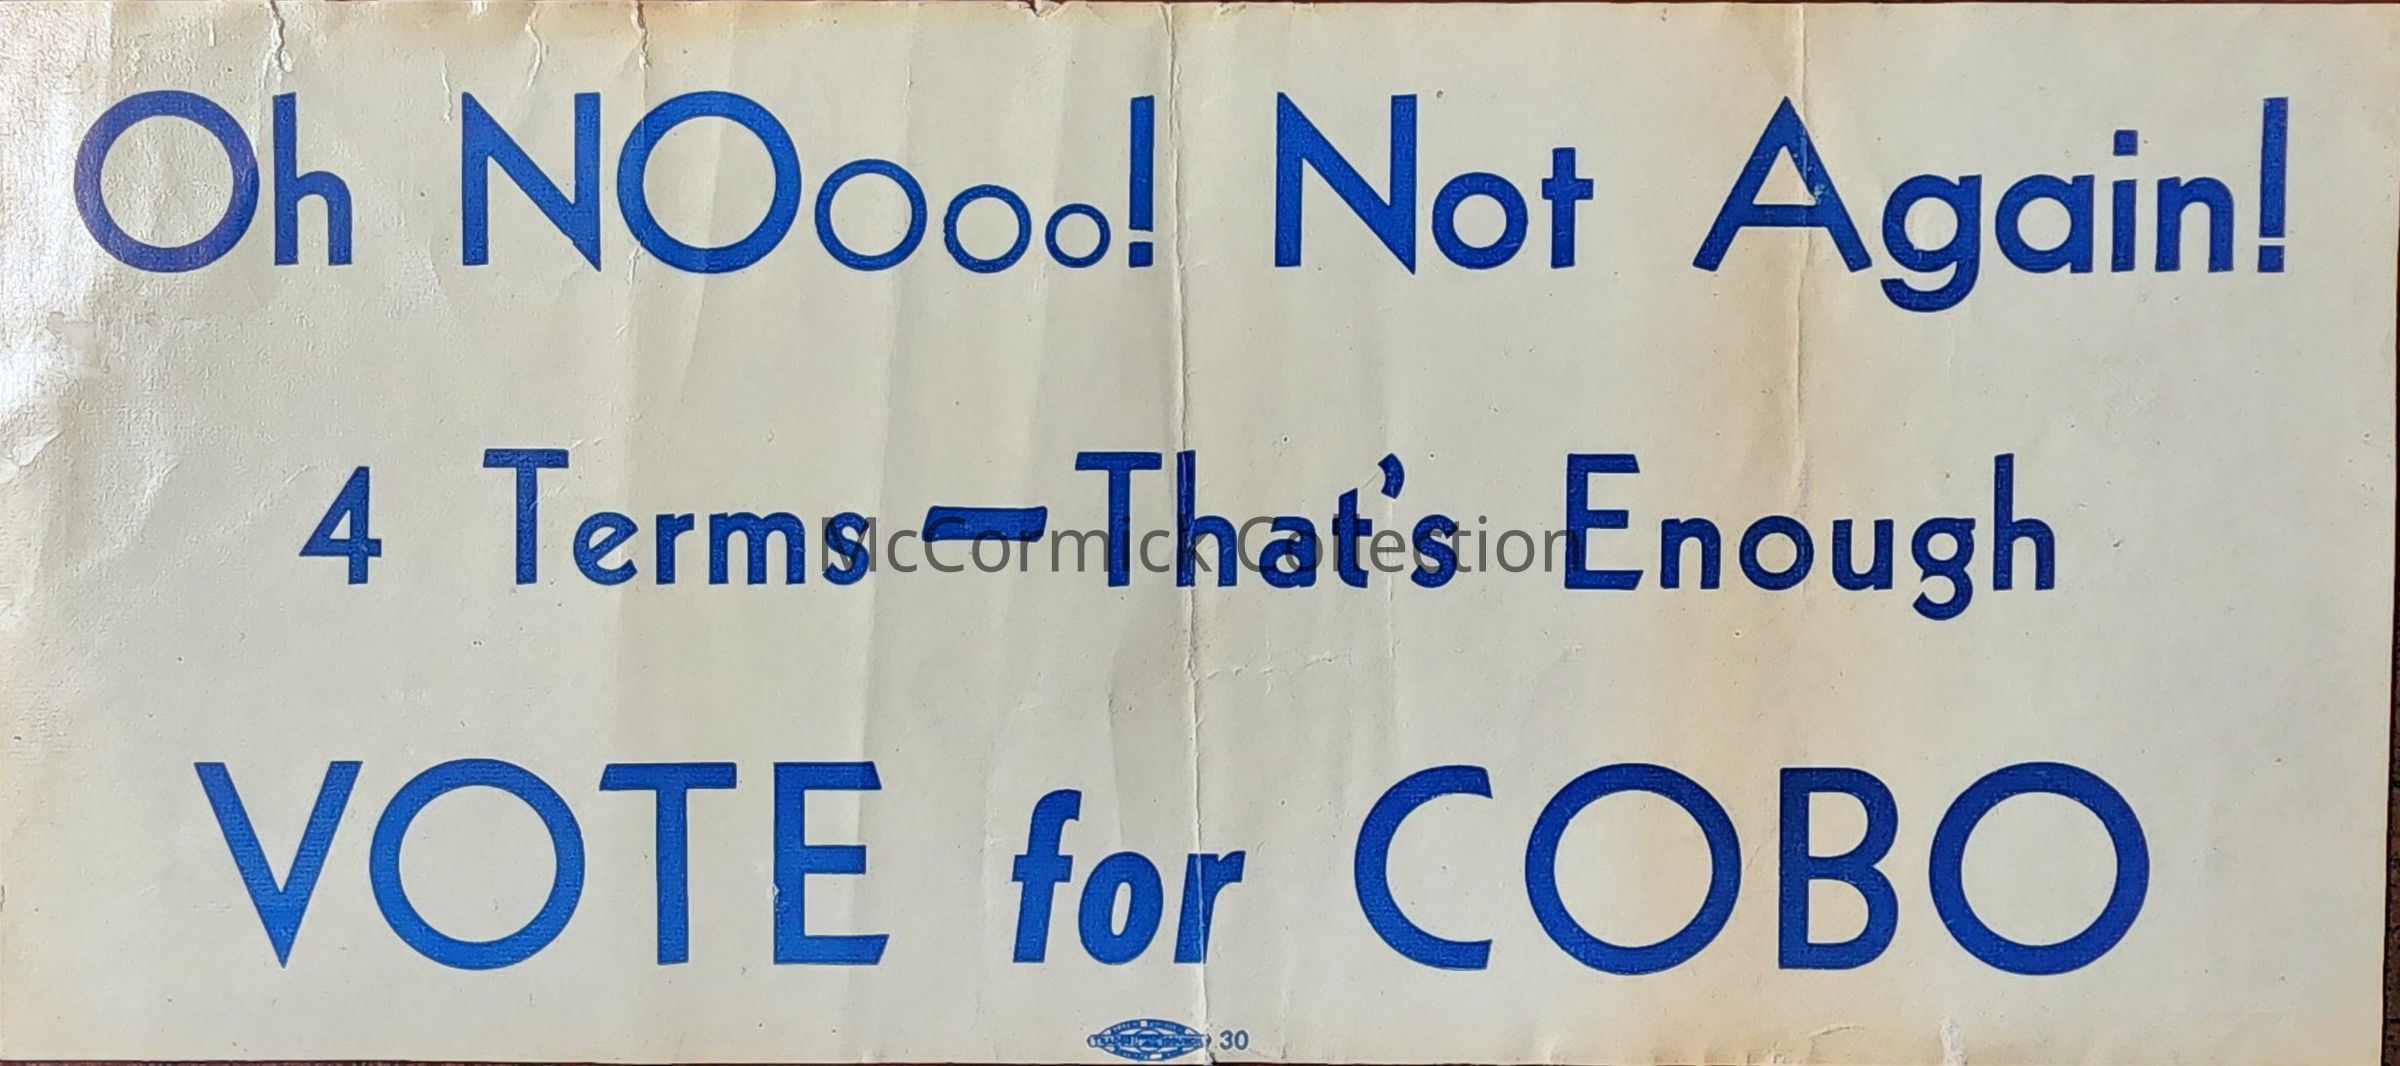 Oh NOooo! Not Again!
4 Terms—That's Enough
McCormick Collection
VOTE for COBO
30